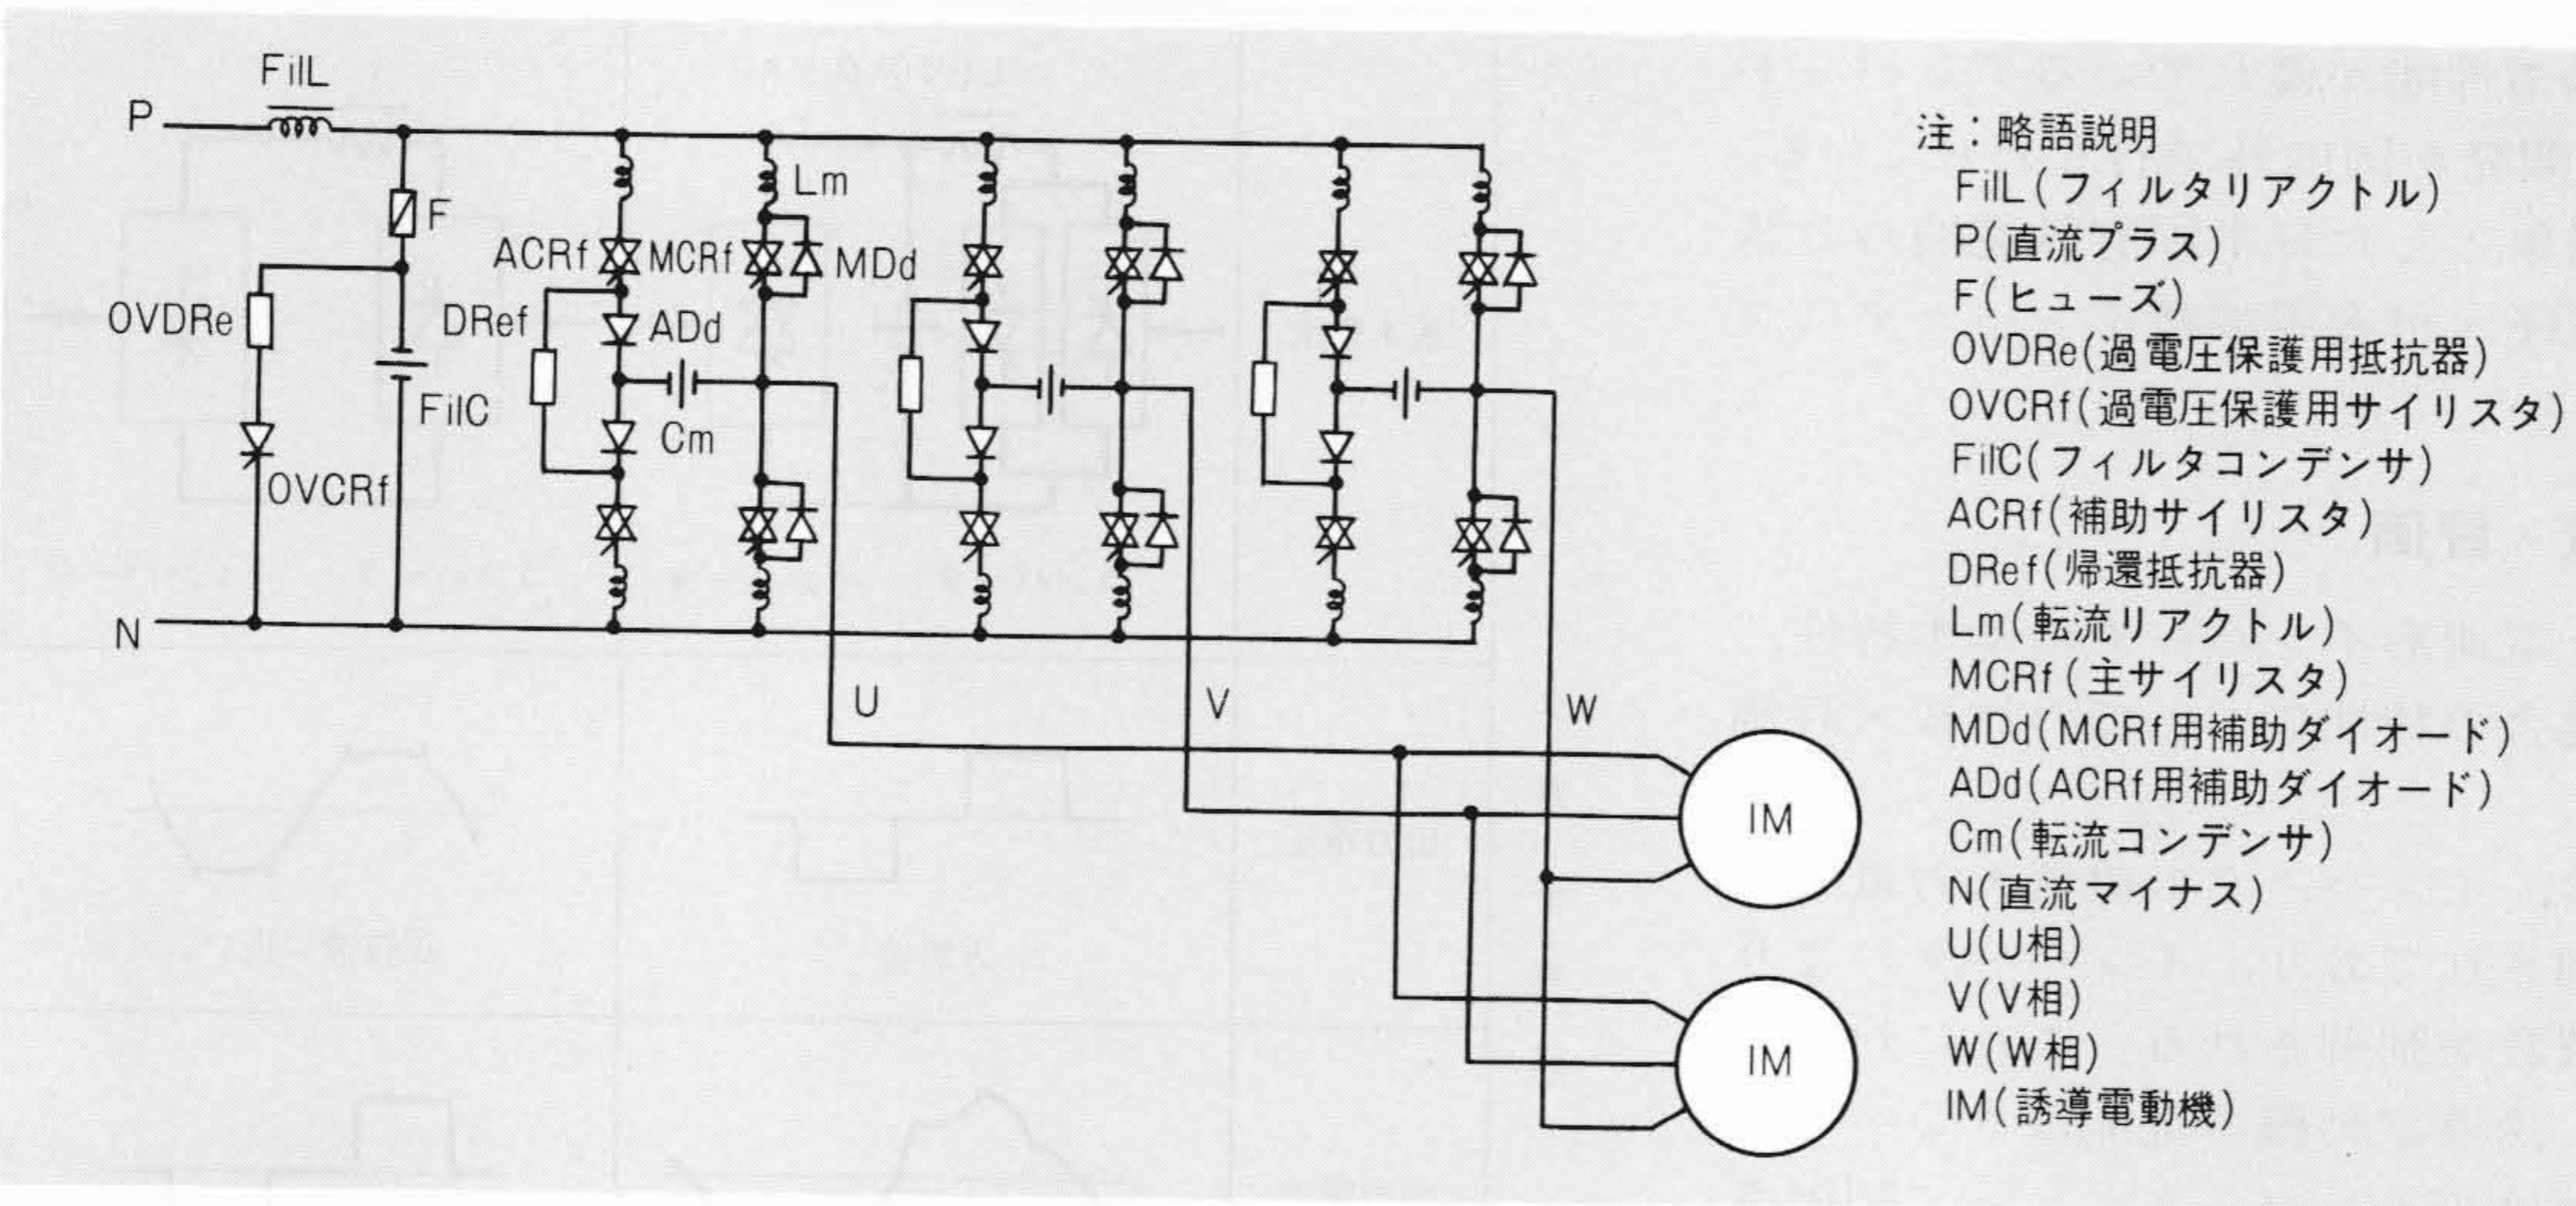 FilL
P
F
OVDRe
OVCRf
FilC
ACRf
MCRf
Lm
MDd
DRef
ADd
Cm
N
U
V
W
IM
IM
注：略語説明
FilL(フィルタリアクトル)
P(直流プラス)
F(ヒューズ)
OVDRe(過電圧保護用抵抗器)
OVCRf(過電圧保護用サイリスタ)
FilC(フィルタコンデンサ)
ACRf(補助サイリスタ)
DRef(帰還抵抗器)
Lm(転流リアクトル)
MCRf(主サイリスタ)
MDd(MCRf用補助ダイオード)
ADd(ACRf用補助ダイオード)
Cm(転流コンデンサ)
N(直流マイナス)
U(U相)
V(V相)
W(W相)
IM(誘導電動機)